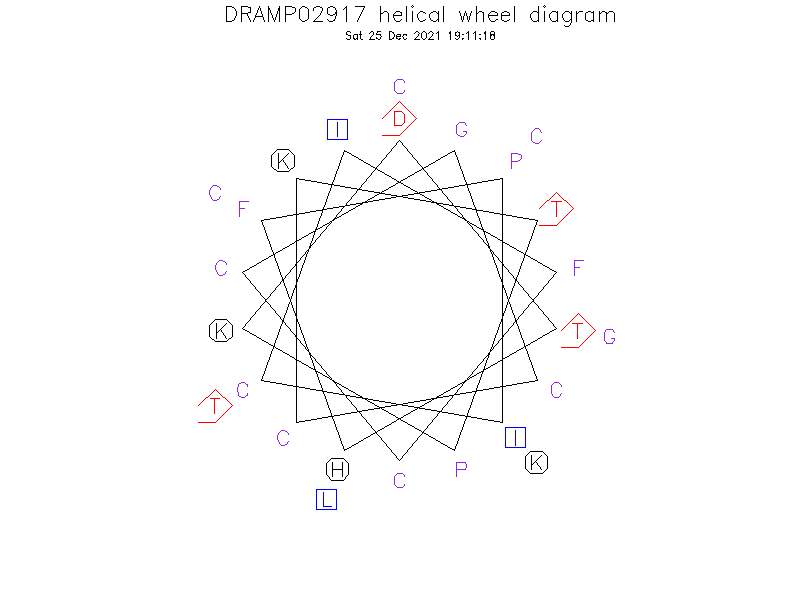 DRAMP02917 helical wheel diagram
Sat 25 Dec 2021 19:11:18
C
I D G C
K P
C F T
C F
K T G
C C
T
C I
H C P K
L